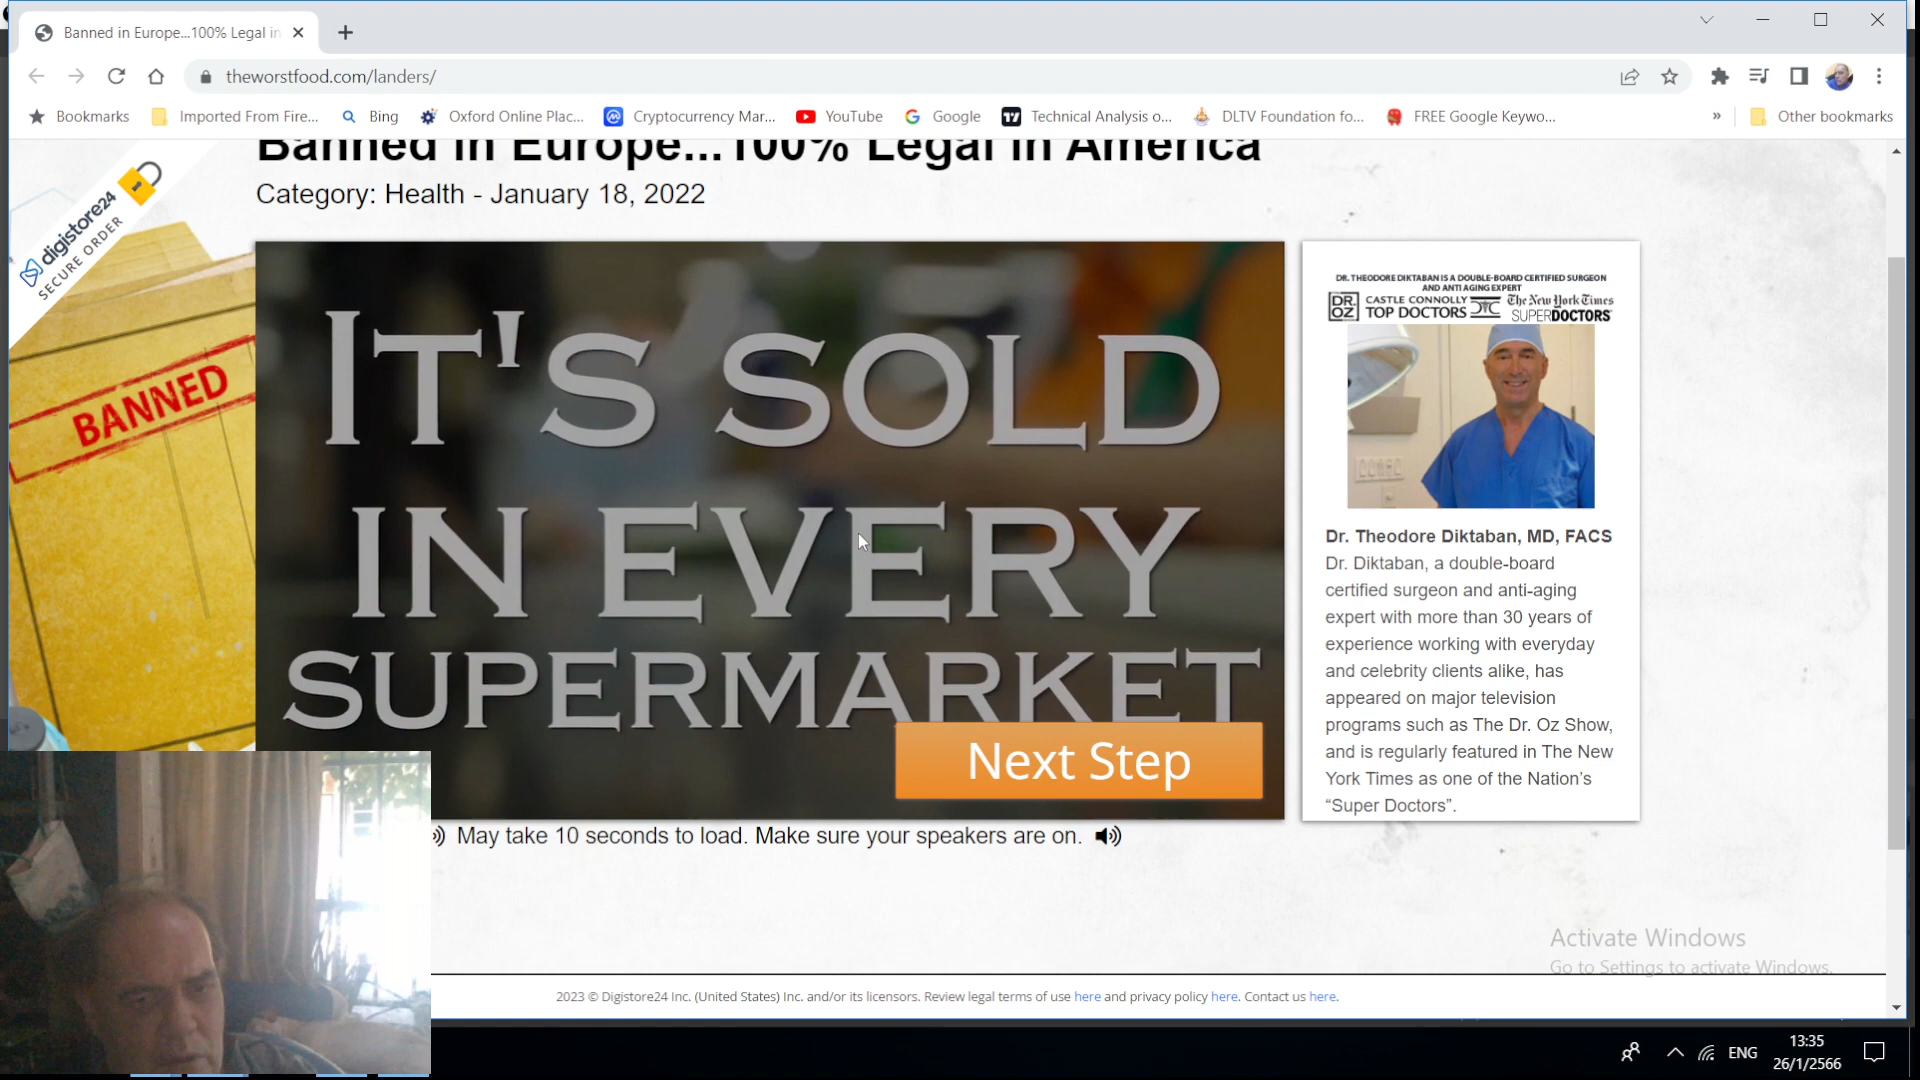 Banned in Europe...100% Legal in
theworstfood.com/landers/
Bookmarks
Imported From Fire...
Bing
Oxford Online Plac...
Cryptocurrency Mar...
YouTube
Google
Technical Analysis o...
DLTV Foundation fo...
FREE Google Keywo...
»
Other bookmarks
Banned in Europe...100% Legal in America
Category: Health - January 18, 2022
digistore24
SECURE ORDER
BANNED
IT'S SOLD
IN EVERY
SUPERMARKET
Next Step
May take 10 seconds to load. Make sure your speakers are on.
DR. THEODORE DIKTABAN IS A DOUBLE-BOARD CERTIFIED SURGEON
AND ANTI AGING EXPERT
DR. OZ
CASTLE CONNOLLY
TOP DOCTORS
The New York Times
SUPERDOCTORS
Dr. Theodore Diktaban, MD, FACS
Dr. Diktaban, a double-board
certified surgeon and anti-aging
expert with more than 30 years of
experience working with everyday
and celebrity clients alike, has
appeared on major television
programs such as The Dr. Oz Show,
and is regularly featured in The New
York Times as one of the Nation's
“Super Doctors”.
Activate Windows
Go to Settings to activate Windows.
2023 © Digistore24 Inc. (United States) Inc. and/or its licensors. Review legal terms of use here and privacy policy here. Contact us here.
ENG
13:35
26/1/2566